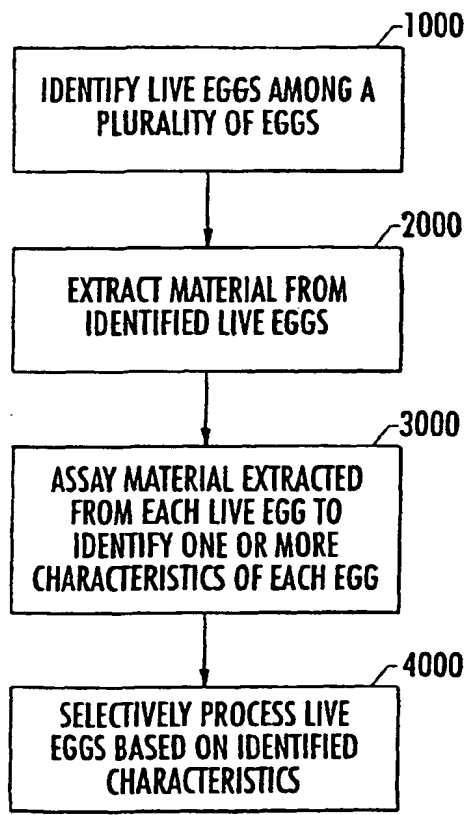 1000
IDENTIFY LIVE EGGS AMONG A
PLURALITY OF EGGS
2000
EXTRACT MATERIAL FROM
IDENTIFIED LIVE EGGS
3000
ASSAY MATERIAL EXTRACTED
FROM EACH LIVE EGG TO
IDENTIFY ONE OR MORE
CHARACTERISTICS OF EACH EGG
4000
SELECTIVELY PROCESS LIVE
EGGS BASED ON IDENTIFIED
CHARACTERISTICS